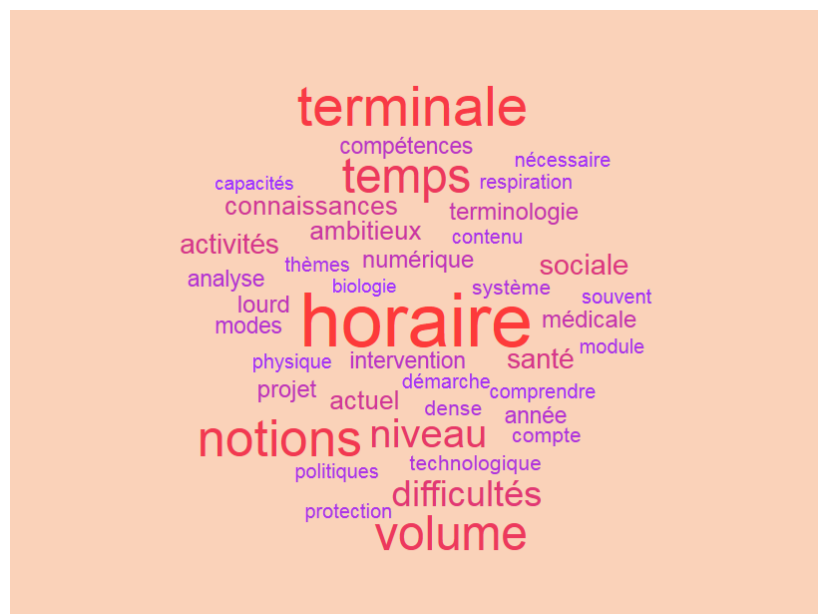 terminale
compétences
nécessaire
temps
respiration
capacités
connaissances
terminologie
ambitieux
contenu
activités
numérique
thèmes
sociale
analyse
biologie
système
souvent
lourd
horaire
médicale
modes
module
physique
intervention
santé
démarche
comprendre
projet
actuel
dense
année
notions
niveau
compte
politiques
technologique
difficultés
protection
volume